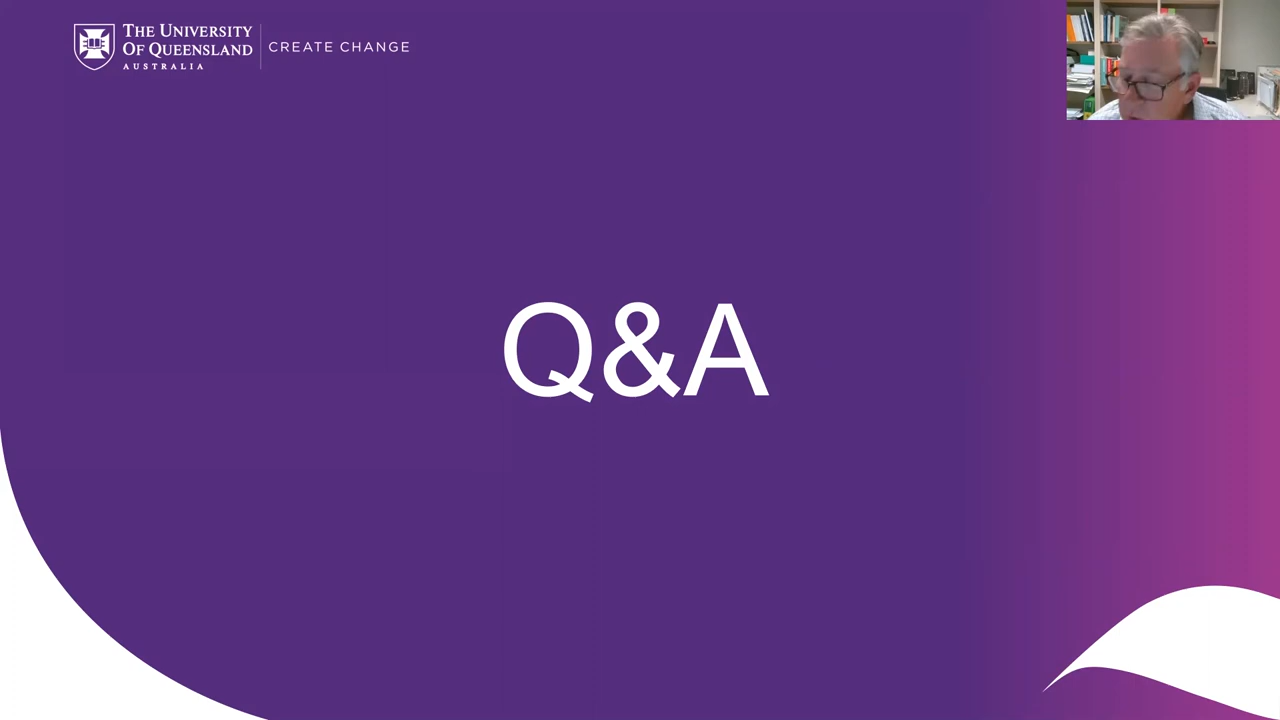 THE UNIVERSITY
OF QUEENSLAND
AUSTRALIA
CREATE CHANGE
Q&A